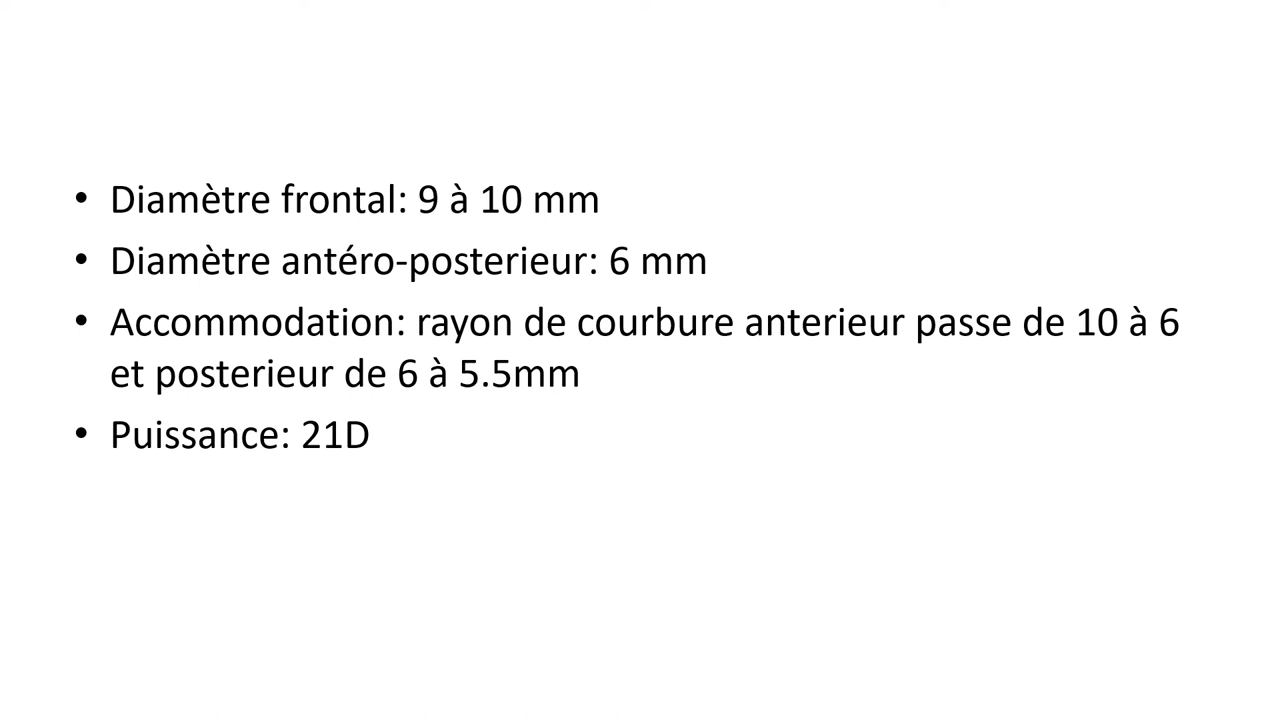 • Diamètre frontal: 9 à 10 mm
• Diamètre antéro-posterieur: 6 mm
• Accommodation: rayon de courbure anterieur passe de 10 à 6
et posterieur de 6 à 5.5mm
• Puissance: 21D